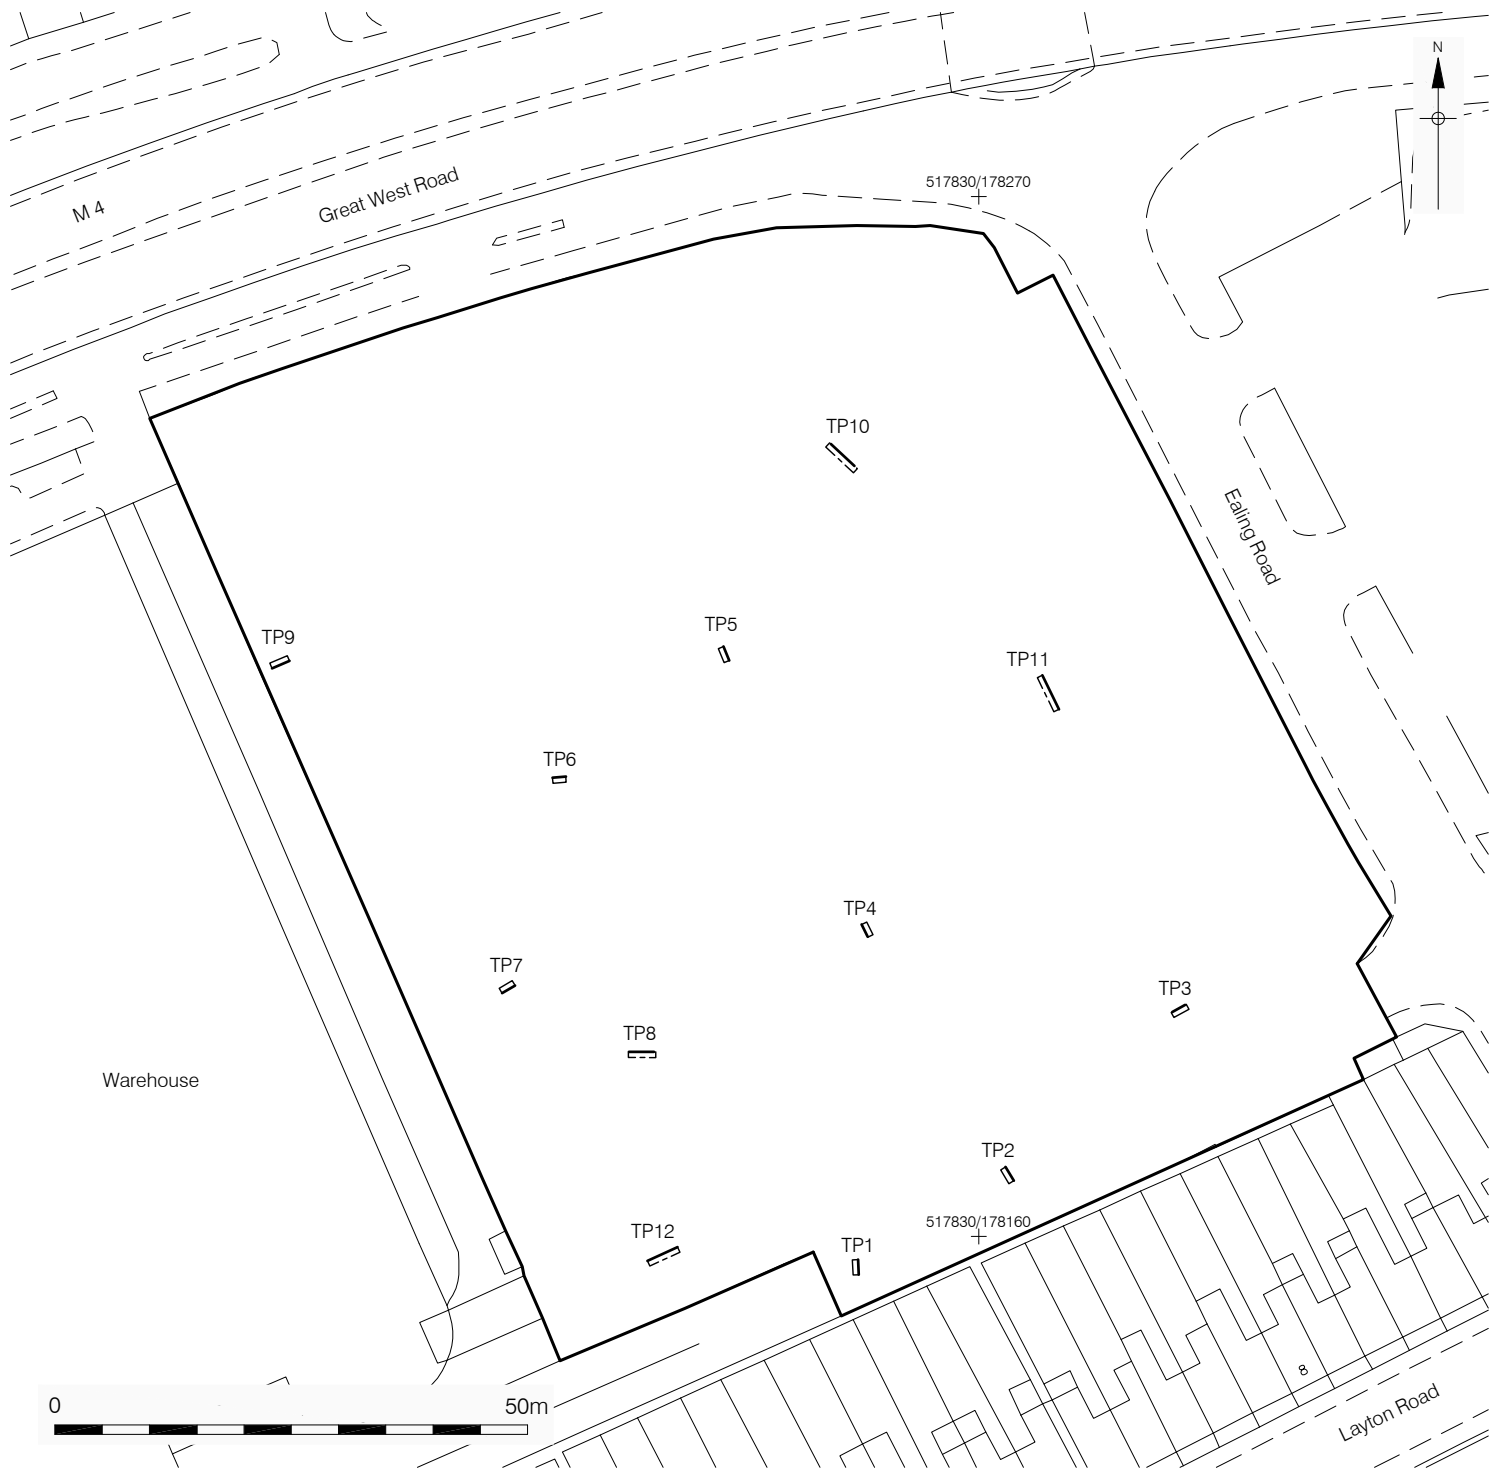 N
517830/178270
Great West Road
M 4
TP10
Ealing Road
TP5
TP9
TP11
TP6
TP4
TP7
TP3
TP8
Warehouse
TP2
517830/178160
TP12
TP1
8
0 50m
Layton Road